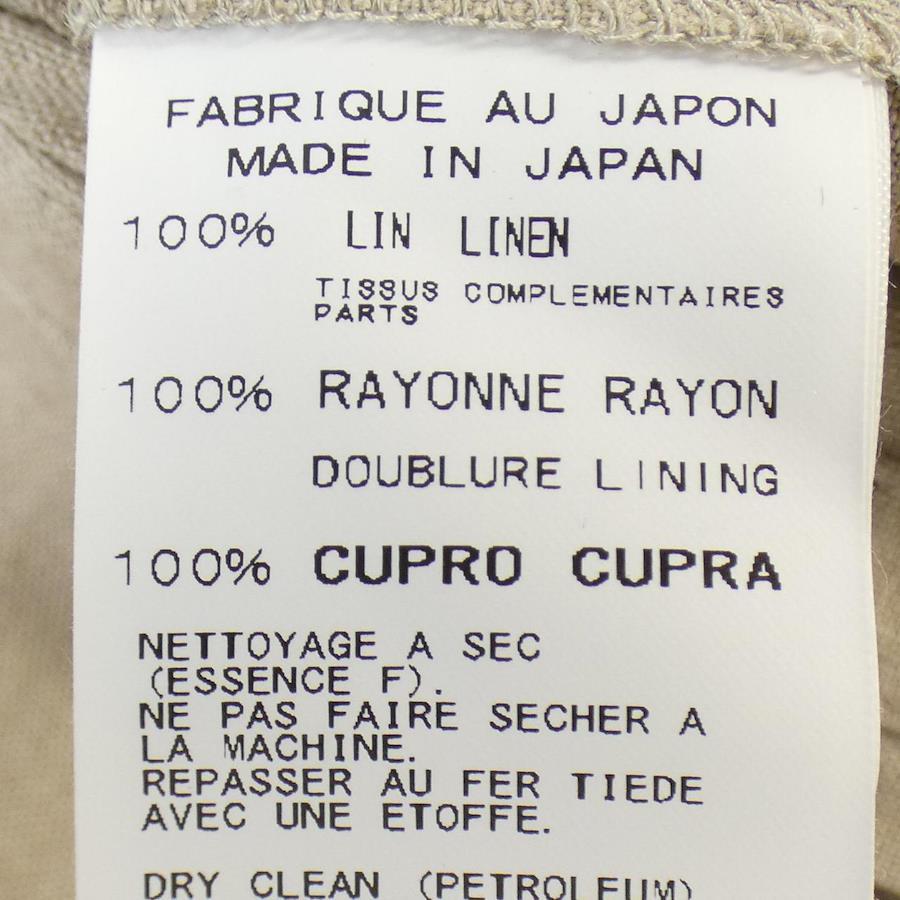 FABRIQUE AU JAPON
MADE IN JAPAN
100% LIN LINEN
TISSUS COMPLEMENTAIRES
PARTS
100% RAYONNE RAYON
DOUBLURE LINING
100% CUPRO CUPRA
NETTOYAGE A SEC
(ESSENCE F).
NE PAS FAIRE SECHER A
LA MACHINE.
REPASSER AU FER TIEDE
AVEC UNE ETOFFE.
DRY CLEAN (PETROLEUM)